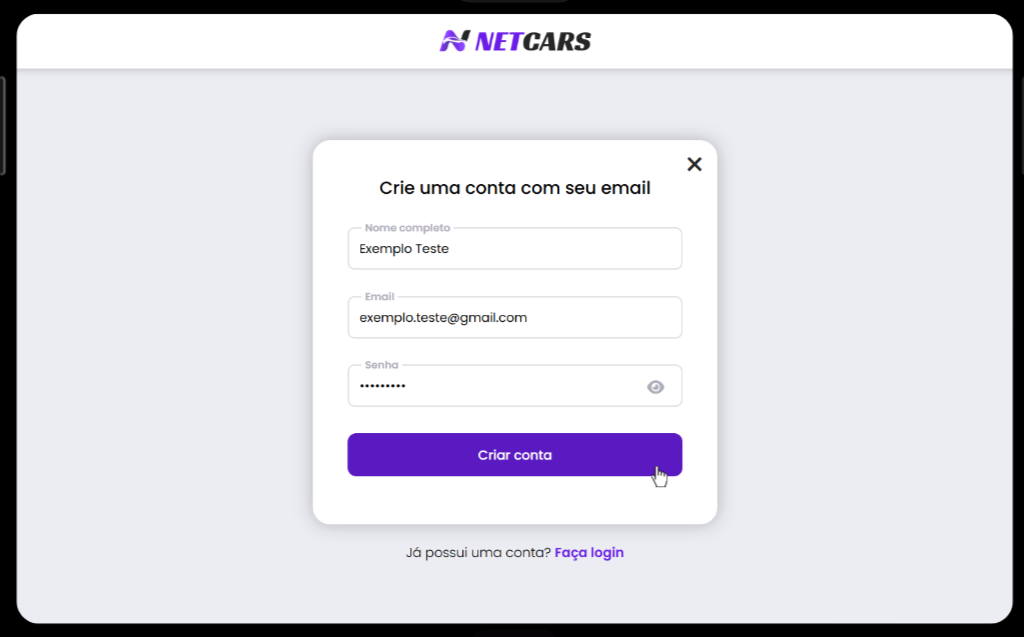 NETCARS
Crie uma conta com seu email
Nome completo
Exemplo Teste
Email
exemplo.teste@gmail.com
Senha
•••••••••
Criar conta
Já possui uma conta? Faça login